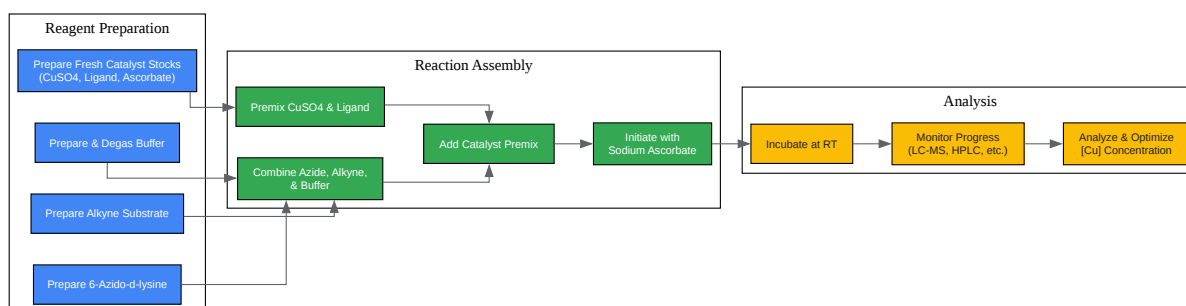 Reagent Preparation
Prepare Fresh Catalyst Stocks
(CuSO4, Ligand, Ascorbate)
Prepare & Degas Buffer
Prepare Alkyne Substrate
Prepare 6-Azido-d-lysine
Reaction Assembly
Premix CuSO4 & Ligand
Combine Azide, Alkyne,
& Buffer
Add Catalyst Premix
Initiate with
Sodium Ascorbate
Analysis
Incubate at RT
Monitor Progress
(LC-MS, HPLC, etc.)
Analyze & Optimize
[Cu] Concentration